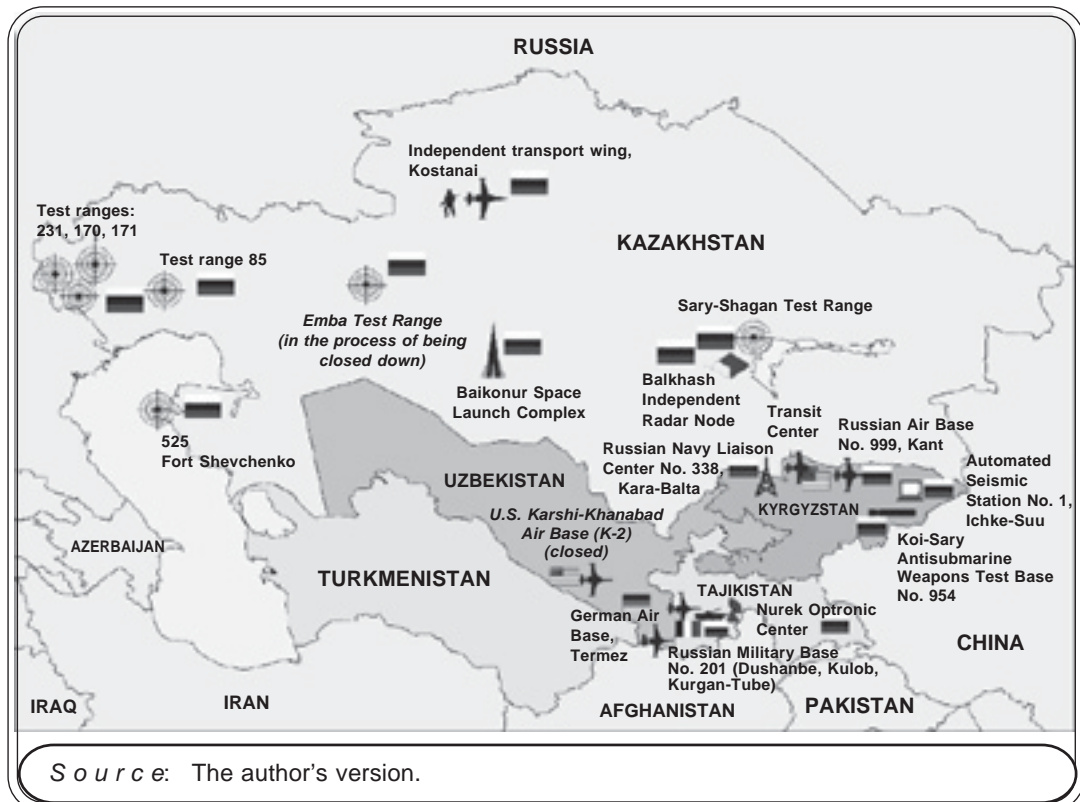 RUSSIA
Independent transport wing,
Kostanai
Test ranges:
231, 170, 171
Test range 85
KAZAKHSTAN
Emba Test Range
(in the process of being
closed down)
Sary-Shagan Test Range
Baikonur Space
Launch Complex
Balkhash
Independent
Radar Node
Transit
Center
Russian Air Base
No. 999, Kant
525
Fort Shevchenko
Russian Navy Liaison
Center No. 338,
Kara-Balta
Automated
Seismic
Station No. 1,
Ichke-Suu
UZBEKISTAN
KYRGYZSTAN
U.S. Karshi-Khanabad
Air Base (K-2)
(closed)
Koi-Sary
Antisubmarine
Weapons Test Base
No. 954
AZERBAIJAN
TURKMENISTAN
TAJIKISTAN
German Air
Base,
Termez
Nurek Optronic
Center
Russian Military Base
No. 201 (Dushanbe, Kulob,
Kurgan-Tube)
CHINA
IRAQ
IRAN
AFGHANISTAN
PAKISTAN
Source: The author's version.